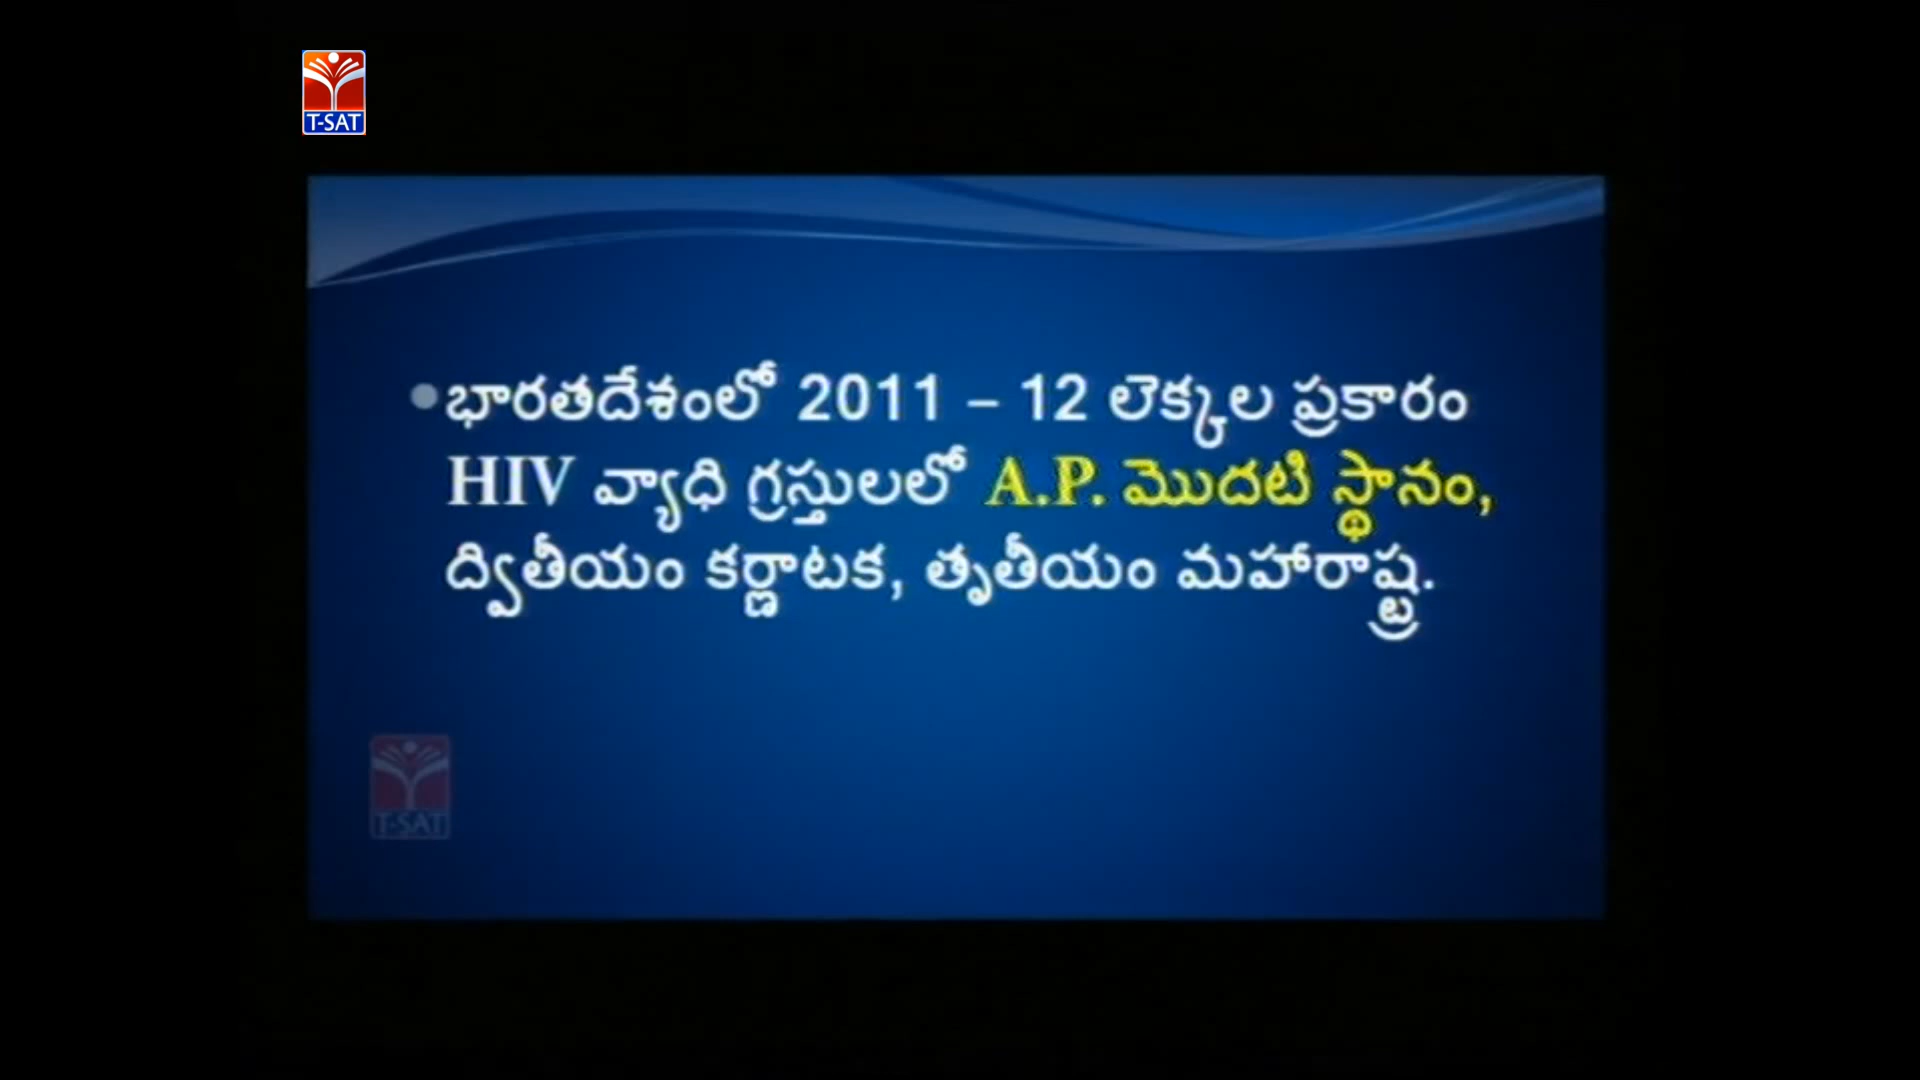 T-SAT
భారతదేశంలో 2011 – 12 లెక్కల ప్రకారం
HIV వ్యాధి గ్రస్తులలో A.P. మొదటి స్థానం,
ద్వితీయం కర్ణాటక, తృతీయం మహారాష్ట్ర.
T-SAT